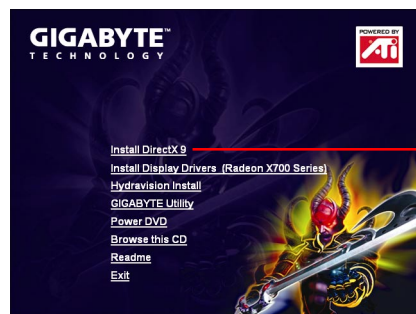 GIGABYTE™
TECHNOLOGY
POWERED BY
ATi
Install DirectX 9
Install Display Drivers (Radeon X700 Series)
Hydravision Install
GIGABYTE Utility
Power DVD
Browse this CD
Readme
Exit